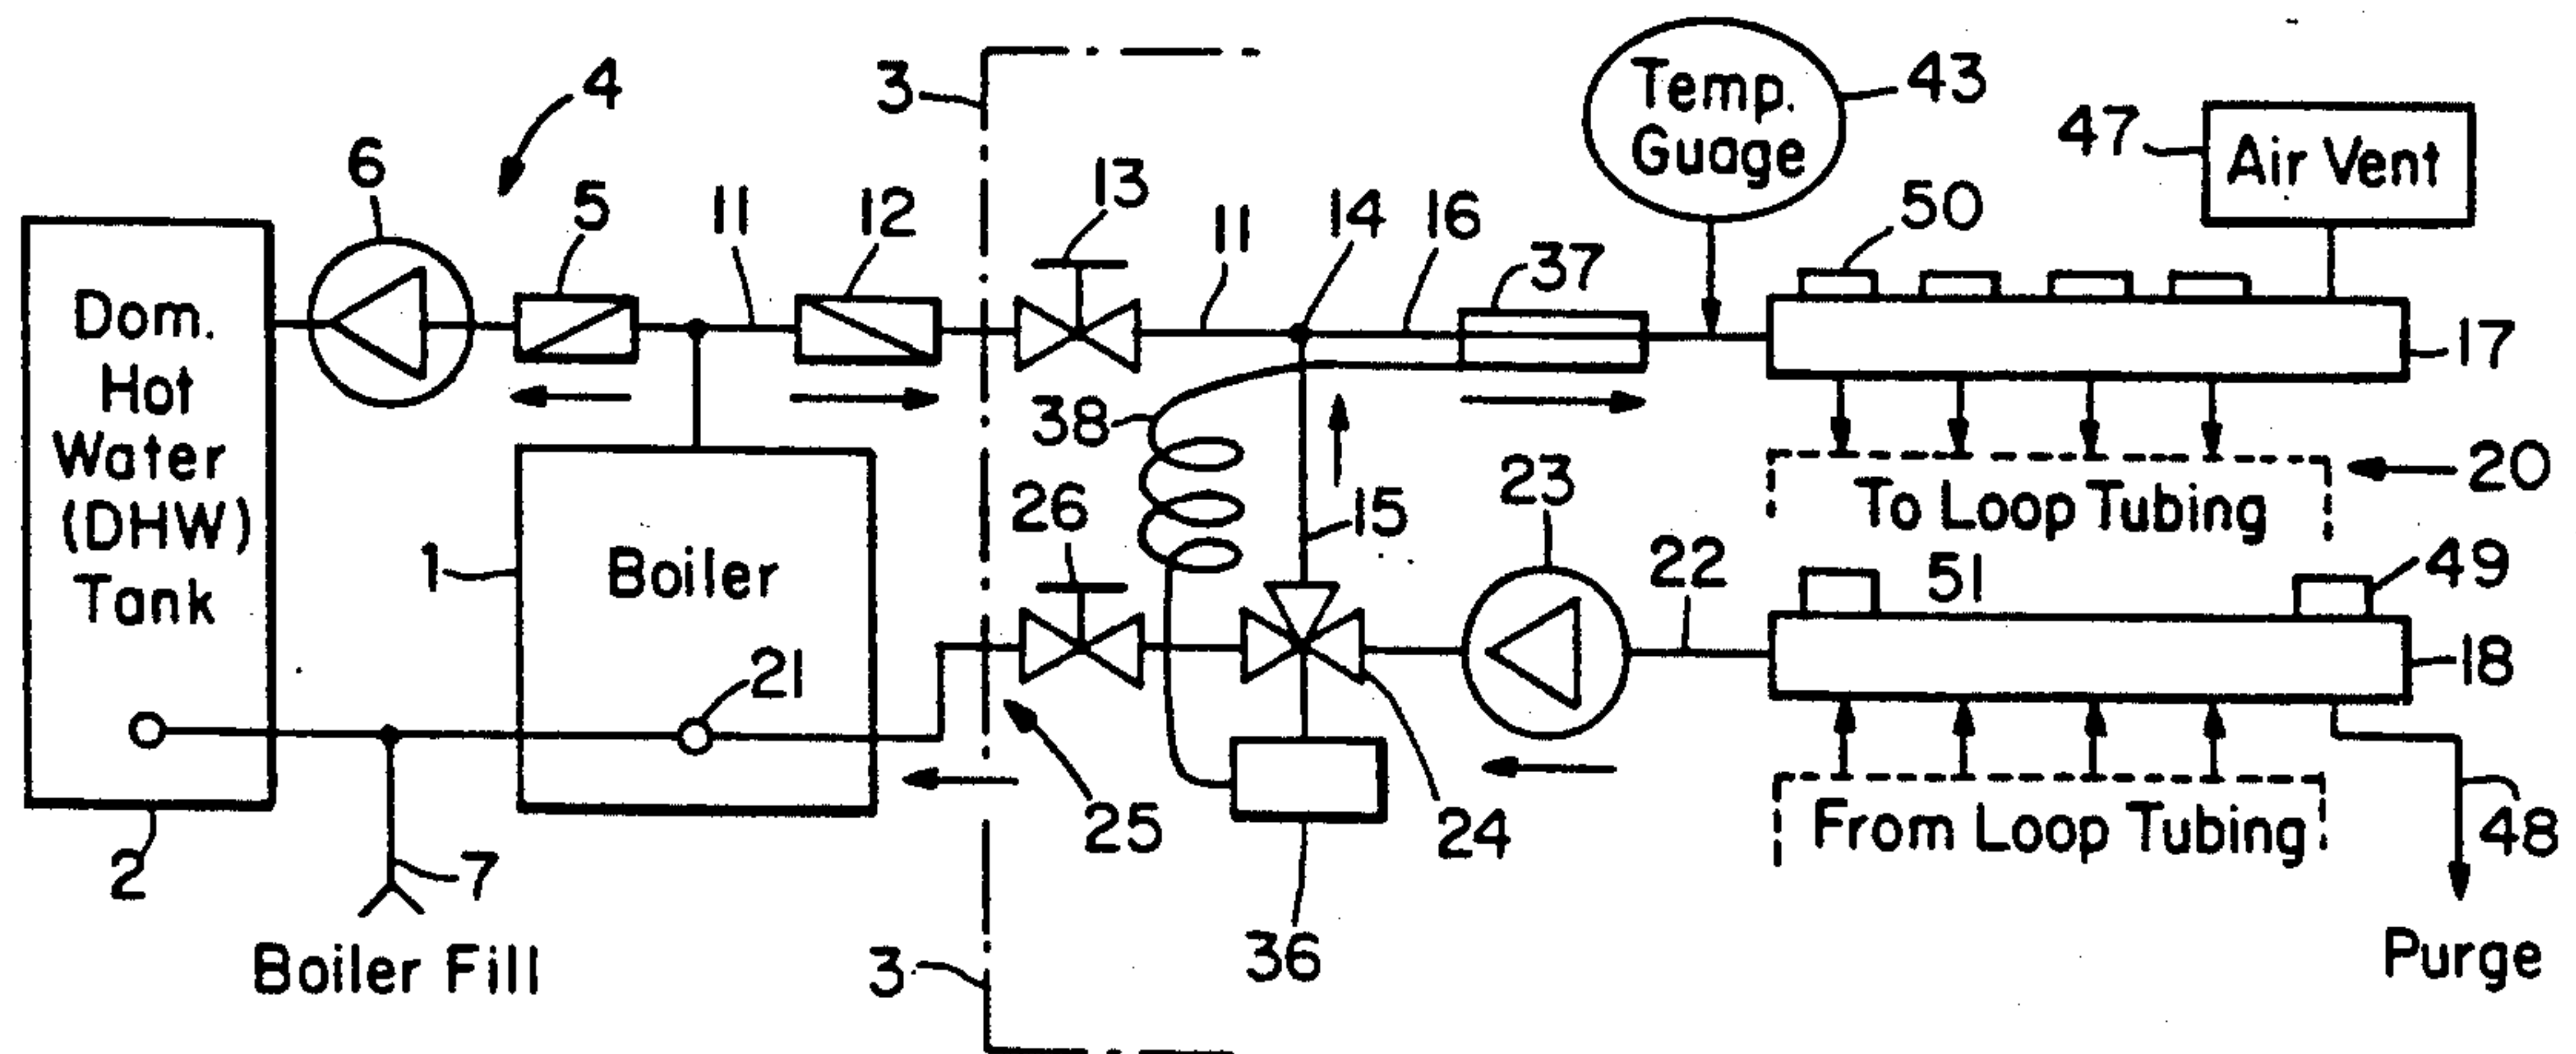 4
3
Temp.
Guage
43
47
Air Vent
6
5
11
12
13
11
14
16
37
50
17
Dom.
Hot
Water
(DHW)
Tank
38
20
To Loop Tubing
1
Boiler
26
15
23
22
51
49
21
18
25
24
From Loop Tubing
48
2
7
Boiler Fill
3
36
Purge